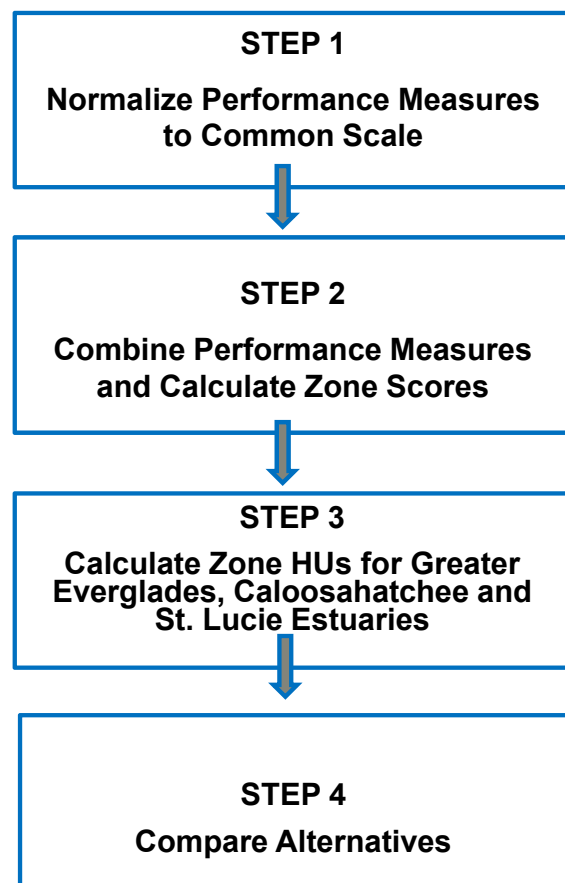 STEP 1
Normalize Performance Measures
to Common Scale
STEP 2
Combine Performance Measures
and Calculate Zone Scores
STEP 3
Calculate Zone HUs for Greater
Everglades, Caloosahatchee and
St. Lucie Estuaries
STEP 4
Compare Alternatives